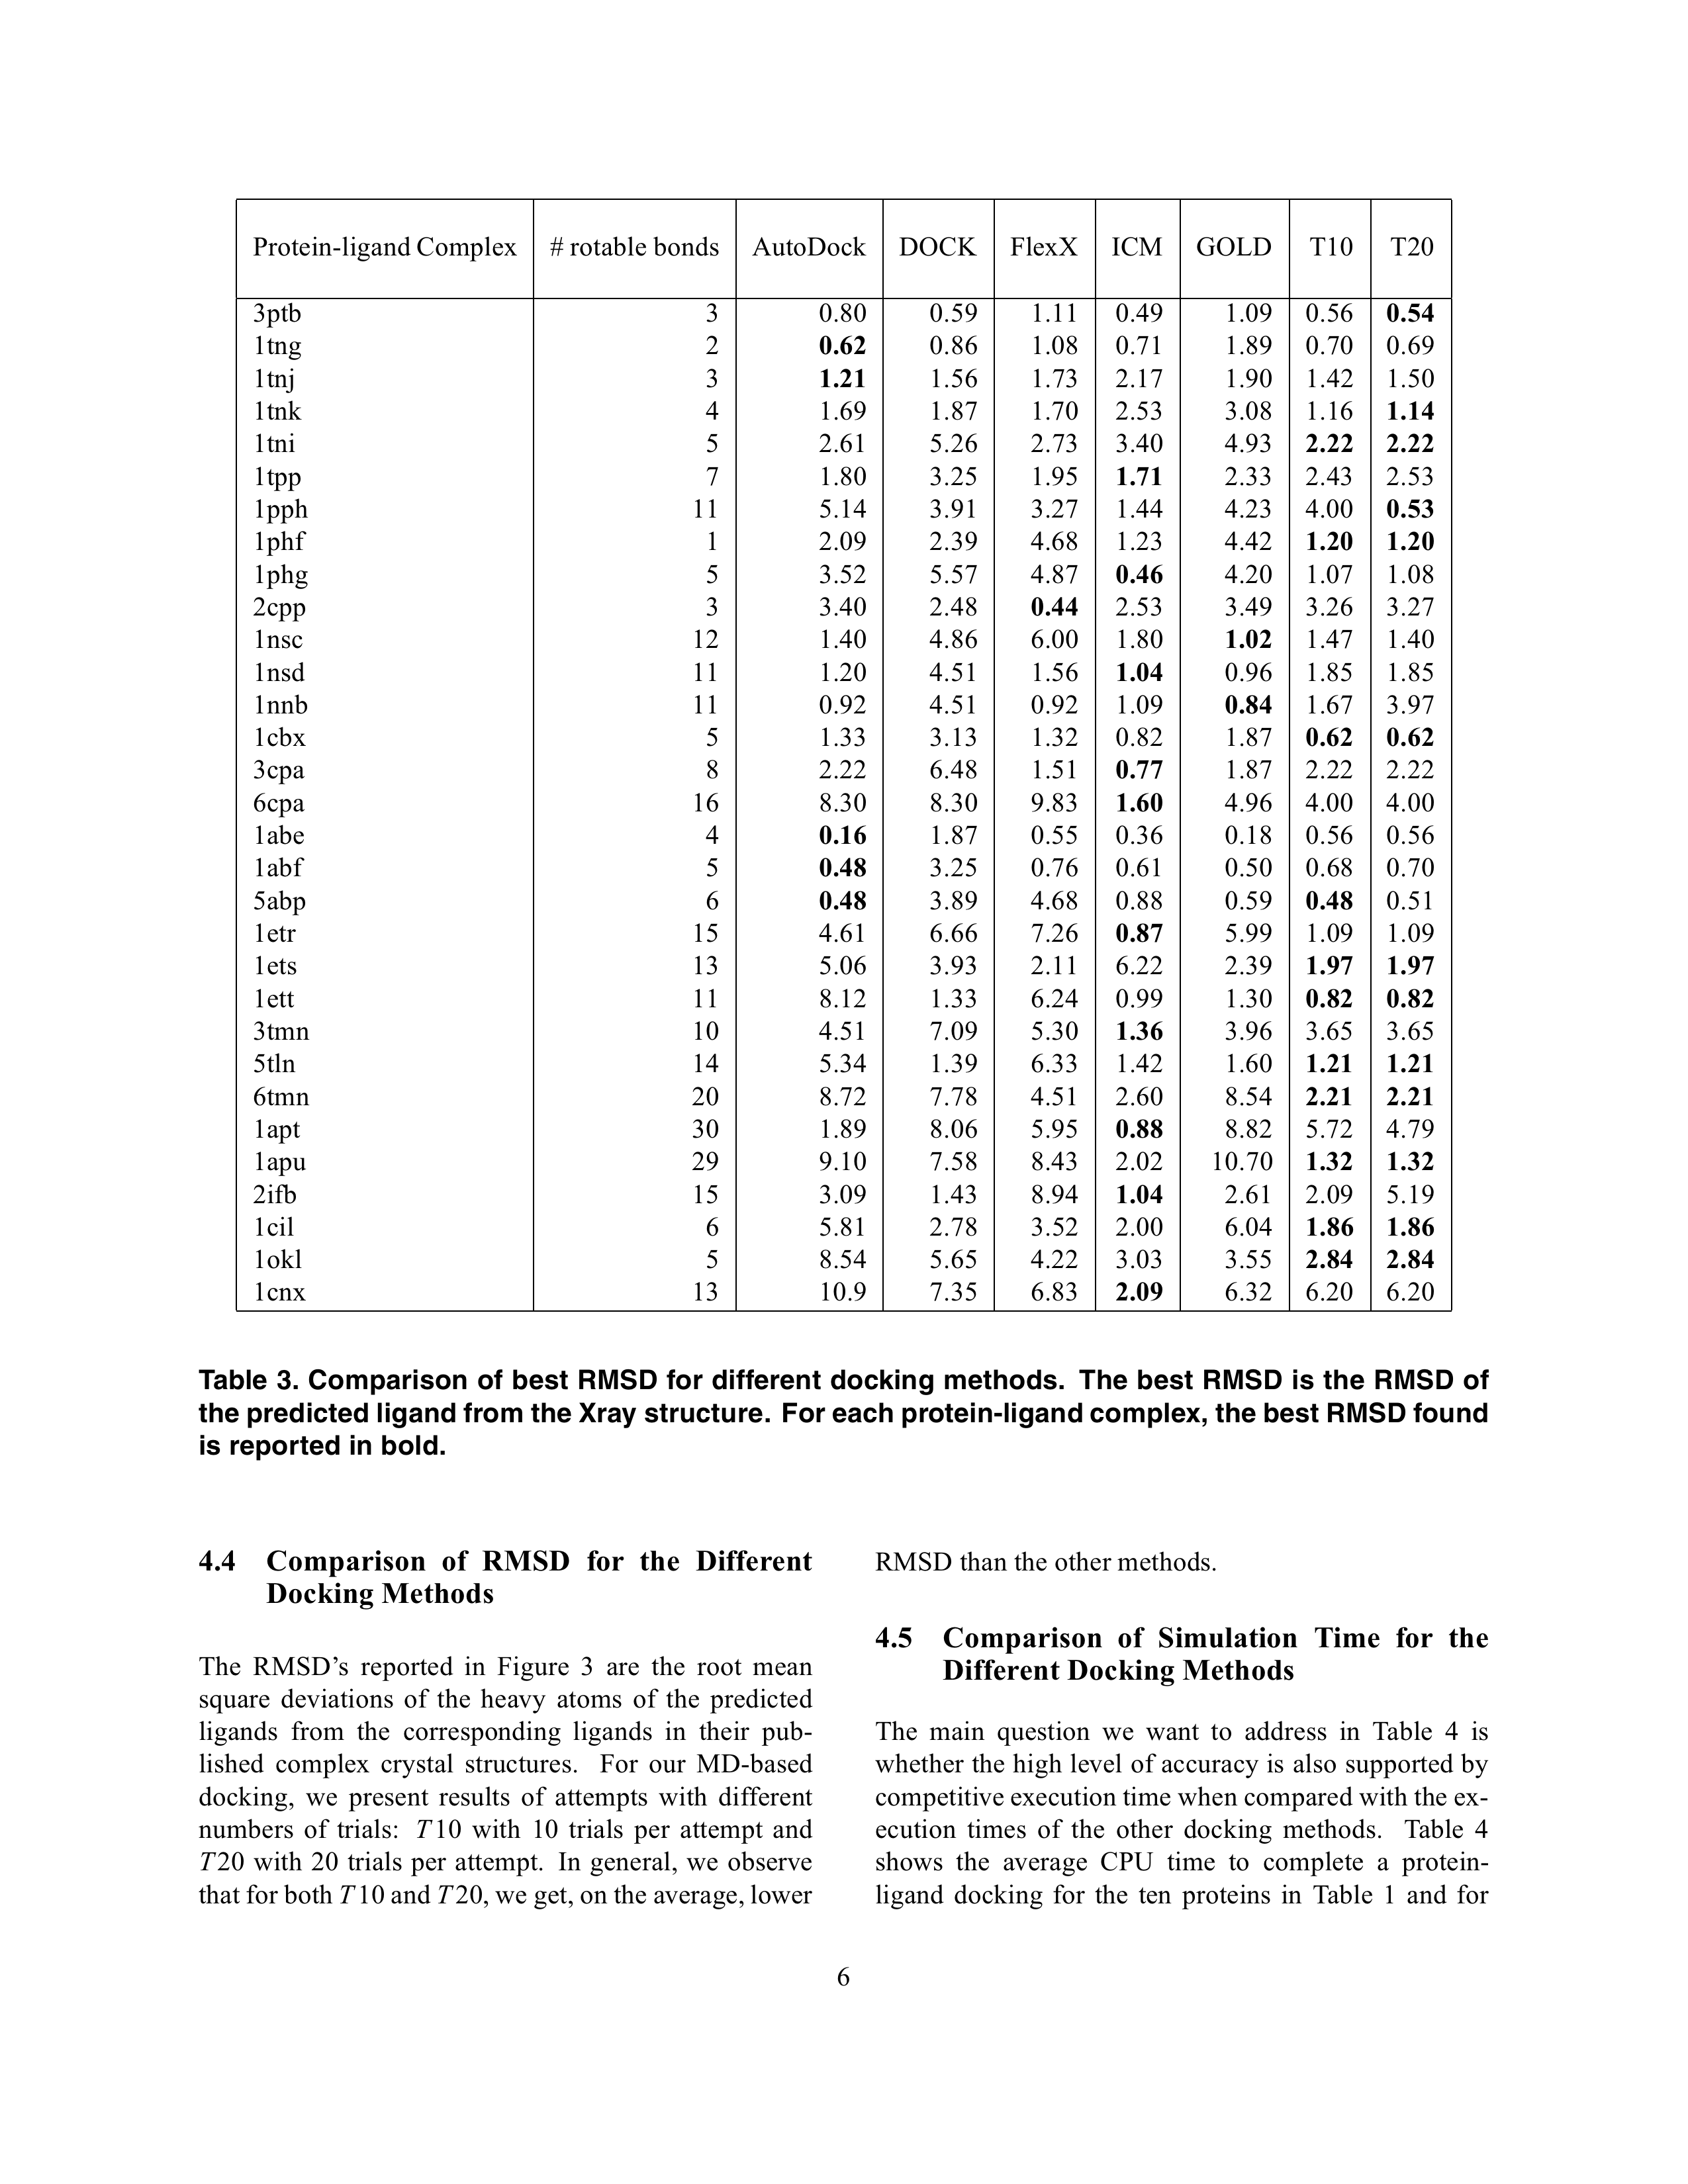 Protein-ligand Complex # rotable bonds AutoDock DOCK FlexX ICM GOLD T10 T20
3ptb 3 0.80 0.59 1.11 0.49 1.09 0.56 0.54
1tng 2 0.62 0.86 1.08 0.71 1.89 0.70 0.69
1tnj 3 1.21 1.56 1.73 2.17 1.90 1.42 1.50
1tnk 4 1.69 1.87 1.70 2.53 3.08 1.16 1.14
1tni 5 2.61 5.26 2.73 3.40 4.93 2.22 2.22
1tpp 7 1.80 3.25 1.95 1.71 2.33 2.43 2.53
1pph 11 5.14 3.91 3.27 1.44 4.23 4.00 0.53
1phf 1 2.09 2.39 4.68 1.23 4.42 1.20 1.20
1phg 5 3.52 5.57 4.87 0.46 4.20 1.07 1.08
2cpp 3 3.40 2.48 0.44 2.53 3.49 3.26 3.27
1nsc 12 1.40 4.86 6.00 1.80 1.02 1.47 1.40
1nsd 11 1.20 4.51 1.56 1.04 0.96 1.85 1.85
1nnb 11 0.92 4.51 0.92 1.09 0.84 1.67 3.97
1cbx 5 1.33 3.13 1.32 0.82 1.87 0.62 0.62
3cpa 8 2.22 6.48 1.51 0.77 1.87 2.22 2.22
6cpa 16 8.30 8.30 9.83 1.60 4.96 4.00 4.00
1abe 4 0.16 1.87 0.55 0.36 0.18 0.56 0.56
1abf 5 0.48 3.25 0.76 0.61 0.50 0.68 0.70
5abp 6 0.48 3.89 4.68 0.88 0.59 0.48 0.51
1etr 15 4.61 6.66 7.26 0.87 5.99 1.09 1.09
1ets 13 5.06 3.93 2.11 6.22 2.39 1.97 1.97
1ett 11 8.12 1.33 6.24 0.99 1.30 0.82 0.82
3tmn 10 4.51 7.09 5.30 1.36 3.96 3.65 3.65
5tln 14 5.34 1.39 6.33 1.42 1.60 1.21 1.21
6tmn 20 8.72 7.78 4.51 2.60 8.54 2.21 2.21
1apt 30 1.89 8.06 5.95 0.88 8.82 5.72 4.79
1apu 29 9.10 7.58 8.43 2.02 10.70 1.32 1.32
2ifb 15 3.09 1.43 8.94 1.04 2.61 2.09 5.19
1cil 6 5.81 2.78 3.52 2.00 6.04 1.86 1.86
1okl 5 8.54 5.65 4.22 3.03 3.55 2.84 2.84
1cnx 13 10.9 7.35 6.83 2.09 6.32 6.20 6.20
Table 3. Comparison of best RMSD for different docking methods. The best RMSD is the RMSD of
the predicted ligand from the Xray structure. For each protein-ligand complex, the best RMSD found
is reported in bold.
4.4 Comparison of RMSD for the Different
Docking Methods
The RMSD's reported in Figure 3 are the root mean
square deviations of the heavy atoms of the predicted
ligands from the corresponding ligands in their pub-
lished complex crystal structures. For our MD-based
docking, we present results of attempts with different
numbers of trials: T10 with 10 trials per attempt and
T20 with 20 trials per attempt. In general, we observe
that for both T10 and T20, we get, on the average, lower
RMSD than the other methods.
4.5 Comparison of Simulation Time for the
Different Docking Methods
The main question we want to address in Table 4 is
whether the high level of accuracy is also supported by
competitive execution time when compared with the ex-
ecution times of the other docking methods. Table 4
shows the average CPU time to complete a protein-
ligand docking for the ten proteins in Table 1 and for
6